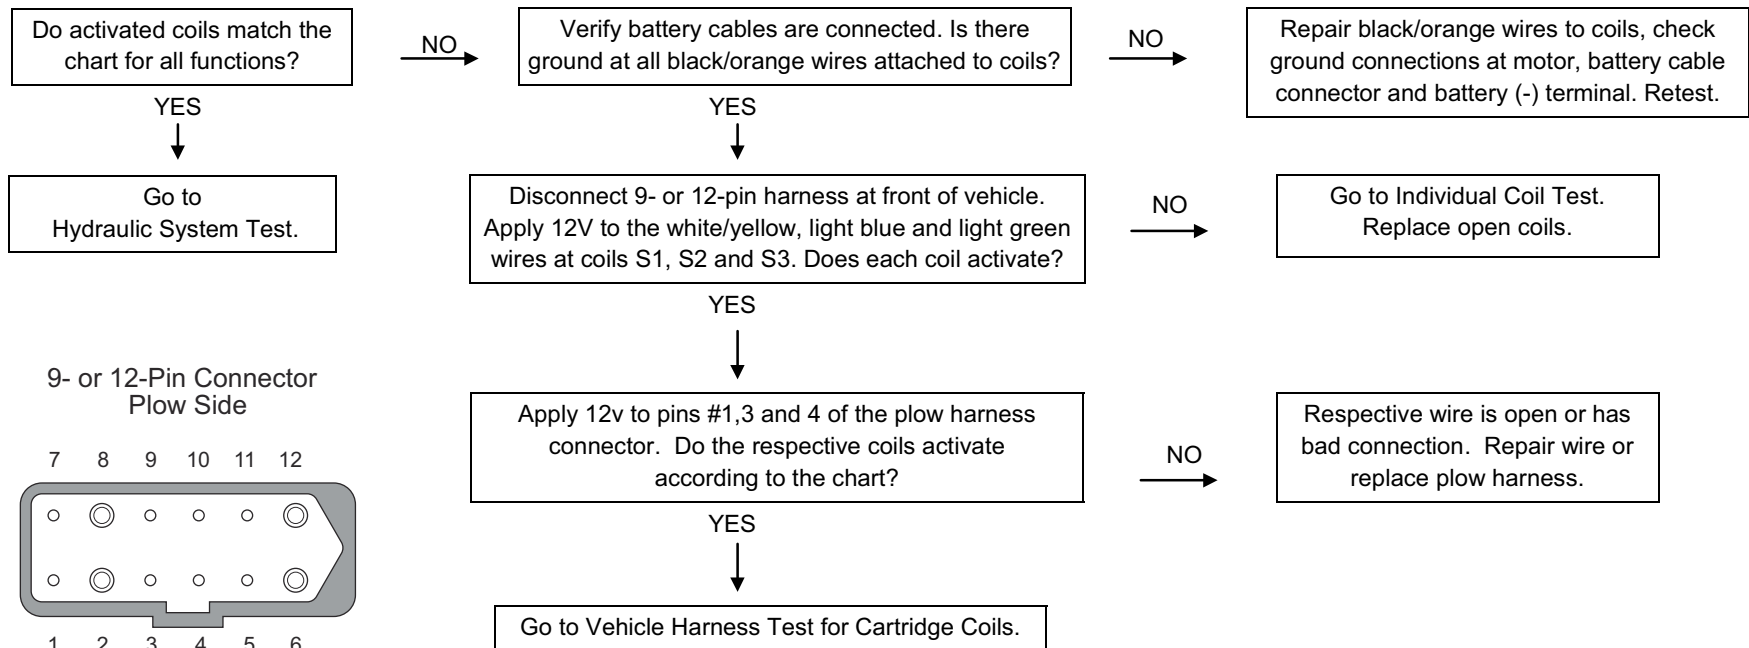 Do activated coils match the
chart for all functions?
NO
Verify battery cables are connected. Is there
ground at all black/orange wires attached to coils?
NO
Repair black/orange wires to coils, check
ground connections at motor, battery cable
connector and battery (-) terminal. Retest.
YES
YES
Go to
Hydraulic System Test.
Disconnect 9- or 12-pin harness at front of vehicle.
Apply 12V to the white/yellow, light blue and light green
wires at coils S1, S2 and S3. Does each coil activate?
NO
Go to Individual Coil Test.
Replace open coils.
YES
9- or 12-Pin Connector
Plow Side
Apply 12v to pins #1,3 and 4 of the plow harness
connector.  Do the respective coils activate
according to the chart?
NO
Respective wire is open or has
bad connection.  Repair wire or
replace plow harness.
7 8 9 10 11 12
YES
1 2 3 4 5 6
Go to Vehicle Harness Test for Cartridge Coils.